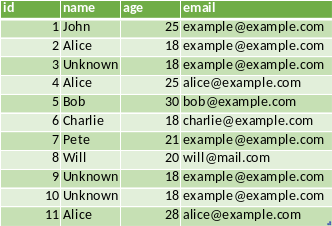 id name age email
1 John 25 example@example.com
2 Alice 18 example@example.com
3 Unknown 18 example@example.com
4 Alice 25 alice@example.com
5 Bob 30 bob@example.com
6 Charlie 18 charlie@example.com
7 Pete 21 example@example.com
8 Will 20 will@mail.com
9 Unknown 18 example@example.com
10 Unknown 18 example@example.com
11 Alice 28 alice@example.com